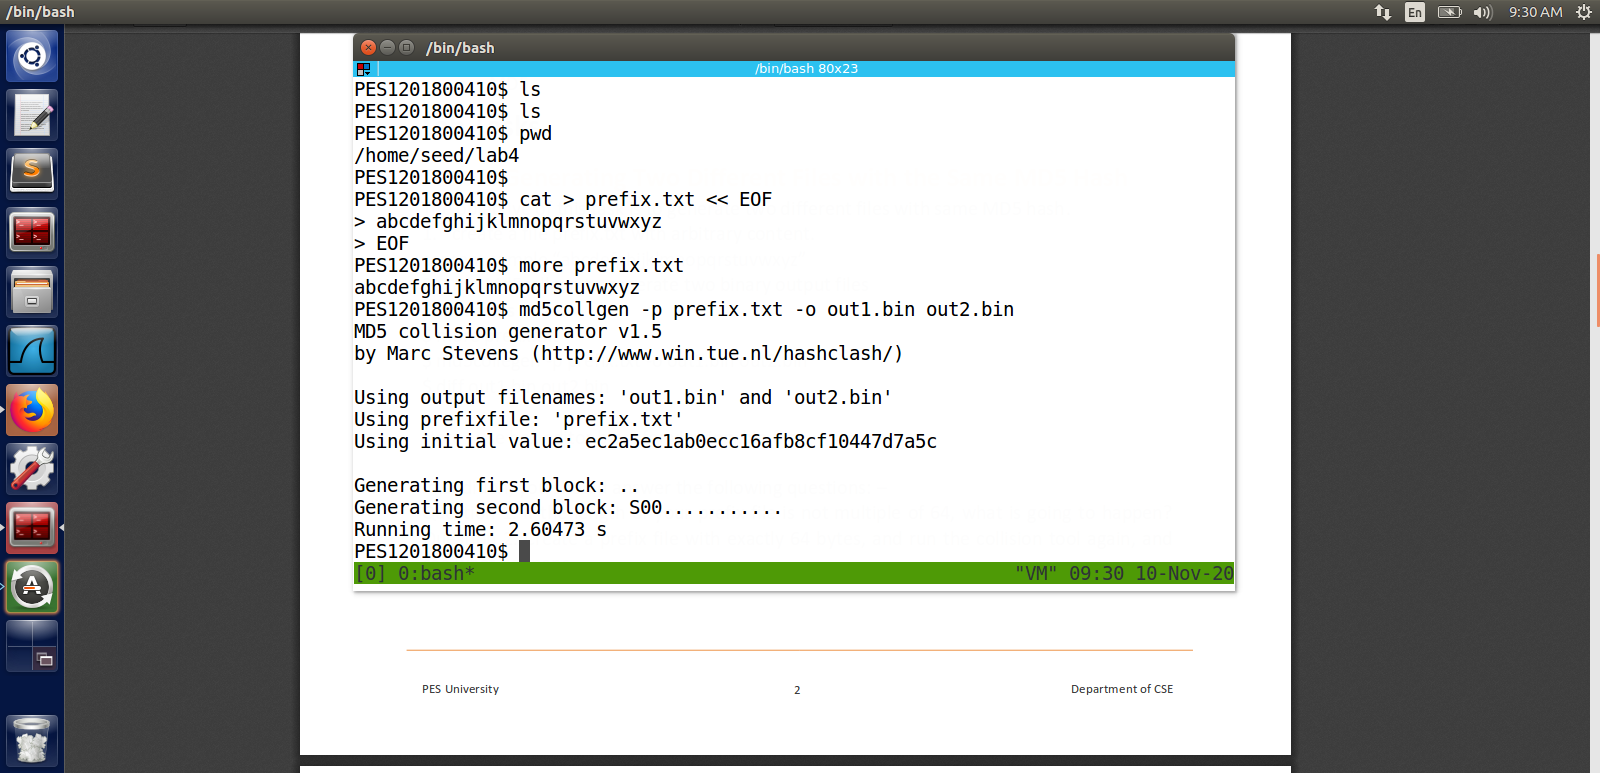 /bin/bash
En
9:30 AM
/bin/bash
/bin/bash 80x23
PES1201800410$ ls
PES1201800410$ ls
PES1201800410$ pwd
/home/seed/lab4
PES1201800410$
PES1201800410$ cat > prefix.txt << EOF
> abcdefghijklmnopqrstuvwxyz
> EOF
PES1201800410$ more prefix.txt
abcdefghijklmnopqrstuvwxyz
PES1201800410$ md5collgen -p prefix.txt -o out1.bin out2.bin
MD5 collision generator v1.5
by Marc Stevens (http://www.win.tue.nl/hashclash/)
Using output filenames: 'out1.bin' and 'out2.bin'
Using prefixfile: 'prefix.txt'
Using initial value: ec2a5ec1ab0ecc16afb8cf10447d7a5c
Generating first block: ..
Generating second block: S00...........
Running time: 2.60473 s
PES1201800410$
[0] 0:bash* "VM" 09:30 10-Nov-20
PES University 2 Department of CSE